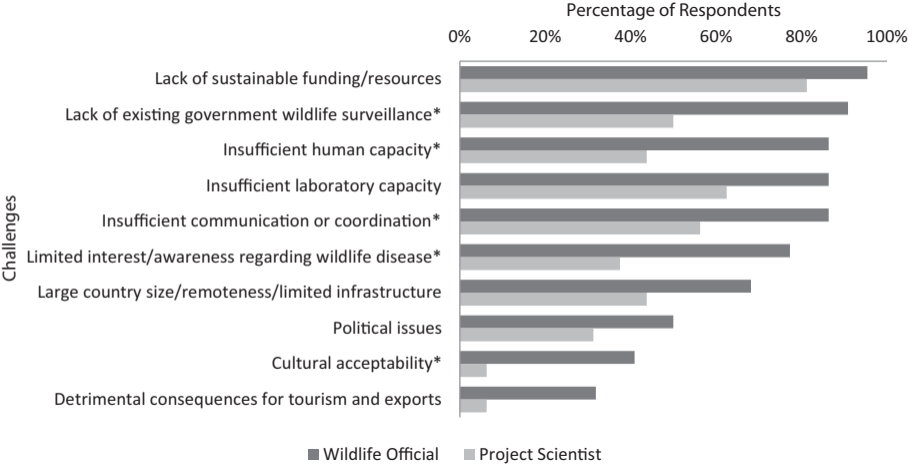 Percentage of Respondents
0% 20% 40% 60% 80% 100%
Challenges
Lack of sustainable funding/resources
Lack of existing government wildlife surveillance*
Insufficient human capacity*
Insufficient laboratory capacity
Insufficient communication or coordination*
Limited interest/awareness regarding wildlife disease*
Large country size/remoteness/limited infrastructure
Political issues
Cultural acceptability*
Detrimental consequences for tourism and exports
Wildlife Official Project Scientist